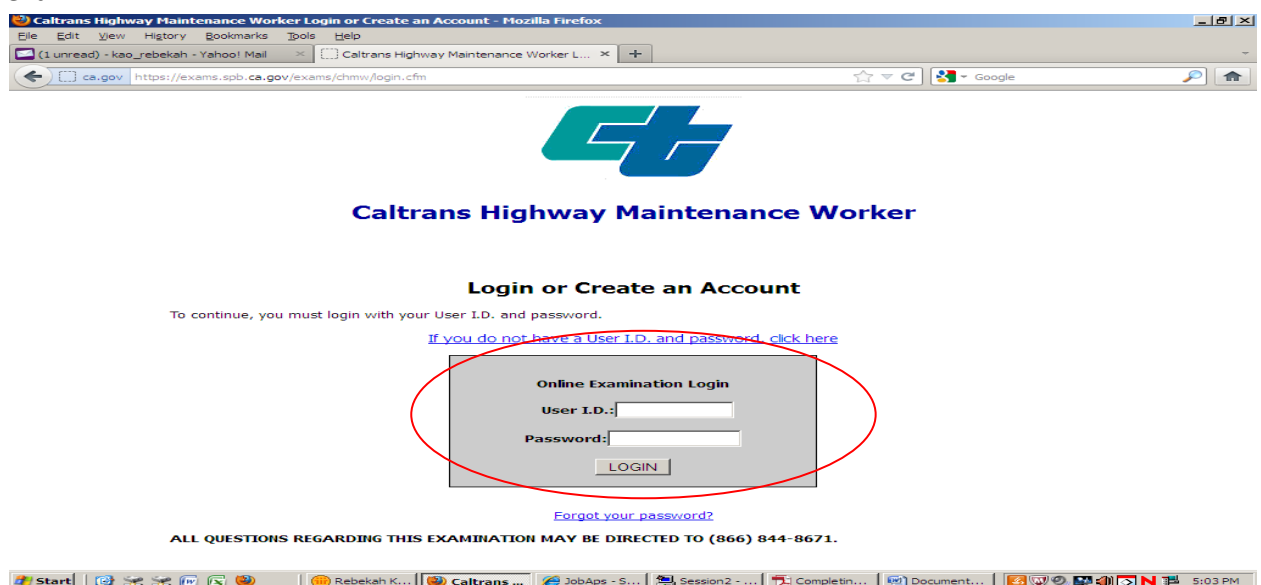 Caltrans Highway Maintenance Worker Login or Create an Account - Mozilla Firefox
File Edit View History Bookmarks Tools Help
(1 unread) - kao_rebekah - Yahoo! Mail Caltrans Highway Maintenance Worker L...
ca.gov https://exams.spb.ca.gov/exams/chmw/login.cfm Google
Caltrans Highway Maintenance Worker
Login or Create an Account
To continue, you must login with your User I.D. and password.
If you do not have a User I.D. and password, click here
Online Examination Login
User I.D.:
Password:
LOGIN
Forgot your password?
ALL QUESTIONS REGARDING THIS EXAMINATION MAY BE DIRECTED TO (866) 844-8671.
Start Rebekah K... Caltrans ... JobAps - S... Session2 - ... Completin... Document... 5:03 PM